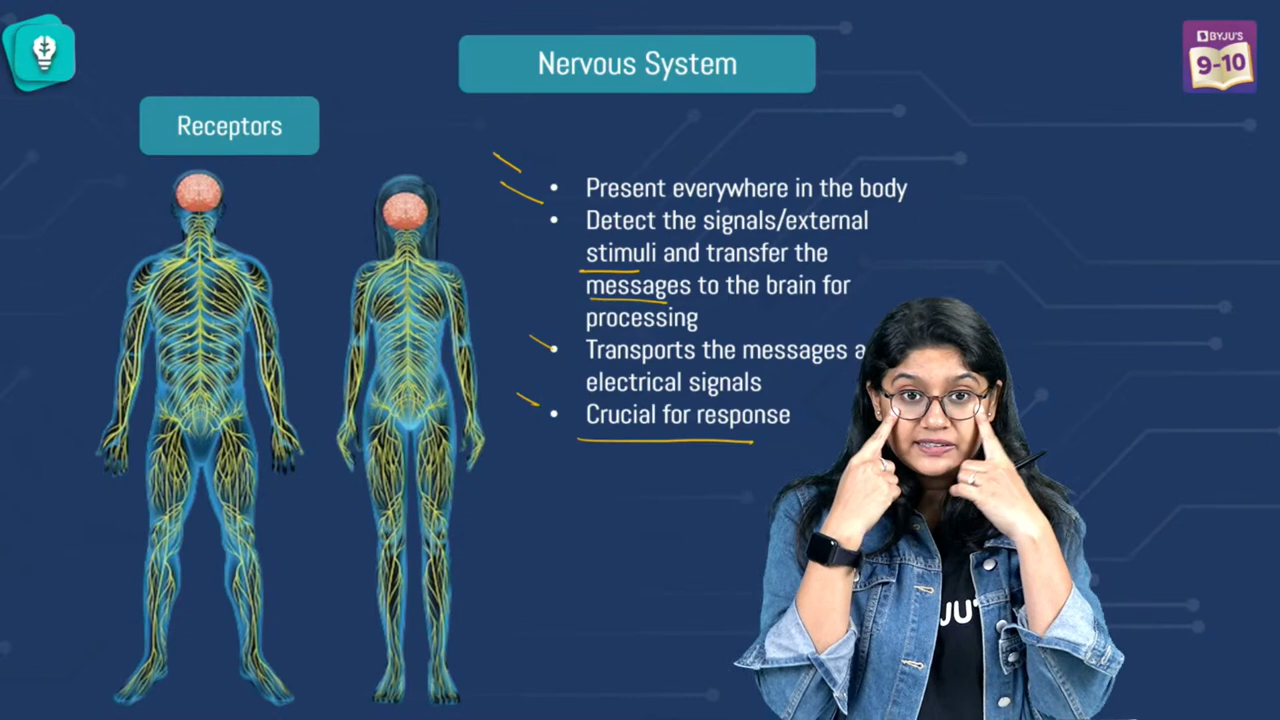 Nervous System
BYJU'S
9-10
Receptors
• Present everywhere in the body
• Detect the signals/external
stimuli and transfer the
messages to the brain for
processing
• Transports the messages a
electrical signals
• Crucial for response